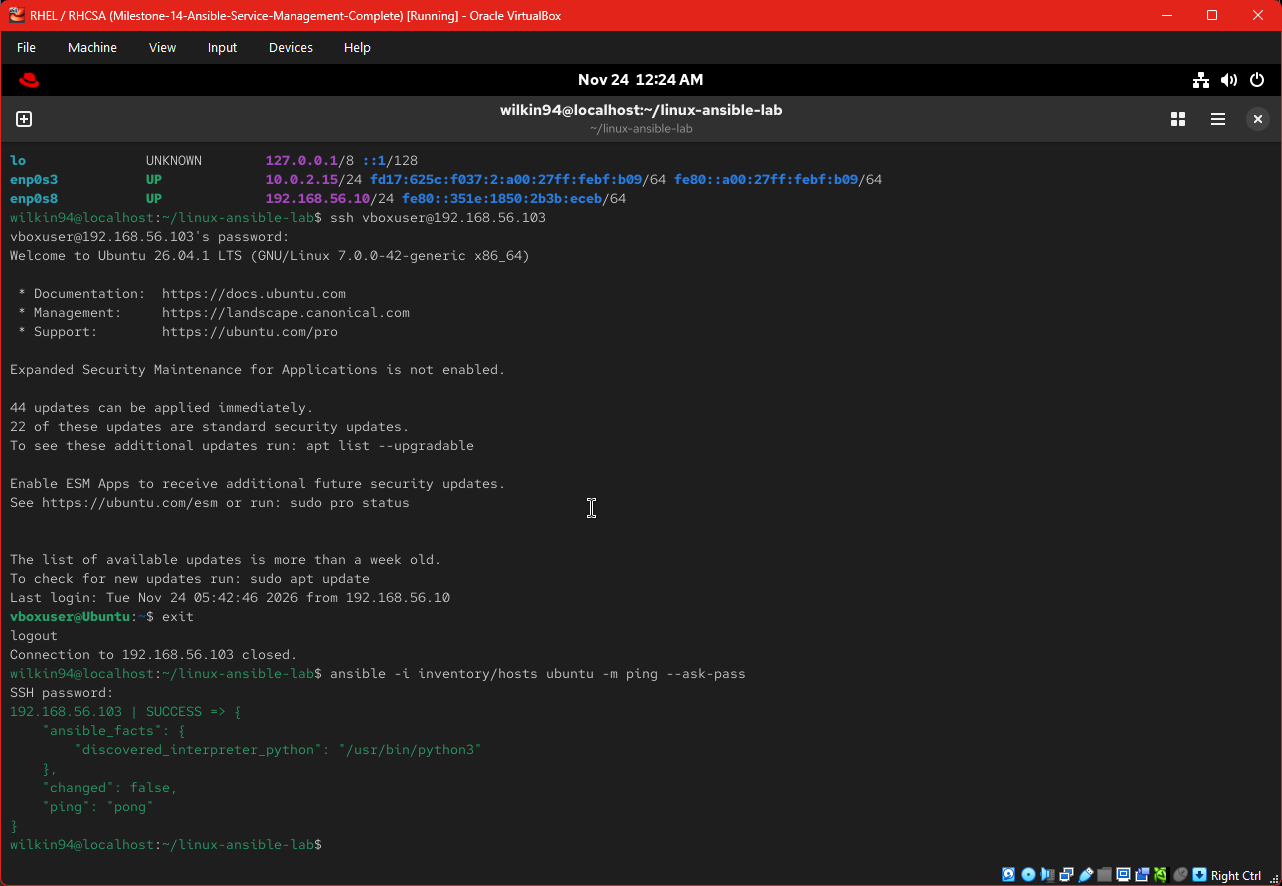 RHEL / RHCSA (Milestone-14-Ansible-Service-Management-Complete) [Running] - Oracle VirtualBox
File Machine View Input Devices Help
Nov 24 12:24 AM
wilkin94@localhost:~/linux-ansible-lab
~/linux-ansible-lab
lo UNKNOWN 127.0.0.1/8 ::1/128
enp0s3 UP 10.0.2.15/24 fd17:625c:f037:2:a00:27ff:febf:b09/64 fe80::a00:27ff:febf:b09/64
enp0s8 UP 192.168.56.10/24 fe80::351e:1850:2b3b:eceb/64
wilkin94@localhost:~/linux-ansible-lab$ ssh vboxuser@192.168.56.103
vboxuser@192.168.56.103's password:
Welcome to Ubuntu 26.04.1 LTS (GNU/Linux 7.0.0-42-generic x86_64)
* Documentation: https://docs.ubuntu.com
* Management: https://landscape.canonical.com
* Support: https://ubuntu.com/pro
Expanded Security Maintenance for Applications is not enabled.
44 updates can be applied immediately.
22 of these updates are standard security updates.
To see these additional updates run: apt list --upgradable
Enable ESM Apps to receive additional future security updates.
See https://ubuntu.com/esm or run: sudo pro status
The list of available updates is more than a week old.
To check for new updates run: sudo apt update
Last login: Tue Nov 24 05:42:46 2026 from 192.168.56.10
vboxuser@Ubuntu:~$ exit
logout
Connection to 192.168.56.103 closed.
wilkin94@localhost:~/linux-ansible-lab$ ansible -i inventory/hosts ubuntu -m ping --ask-pass
SSH password:
192.168.56.103 | SUCCESS => {
"ansible_facts": {
"discovered_interpreter_python": "/usr/bin/python3"
},
"changed": false,
"ping": "pong"
}
wilkin94@localhost:~/linux-ansible-lab$
Right Ctrl